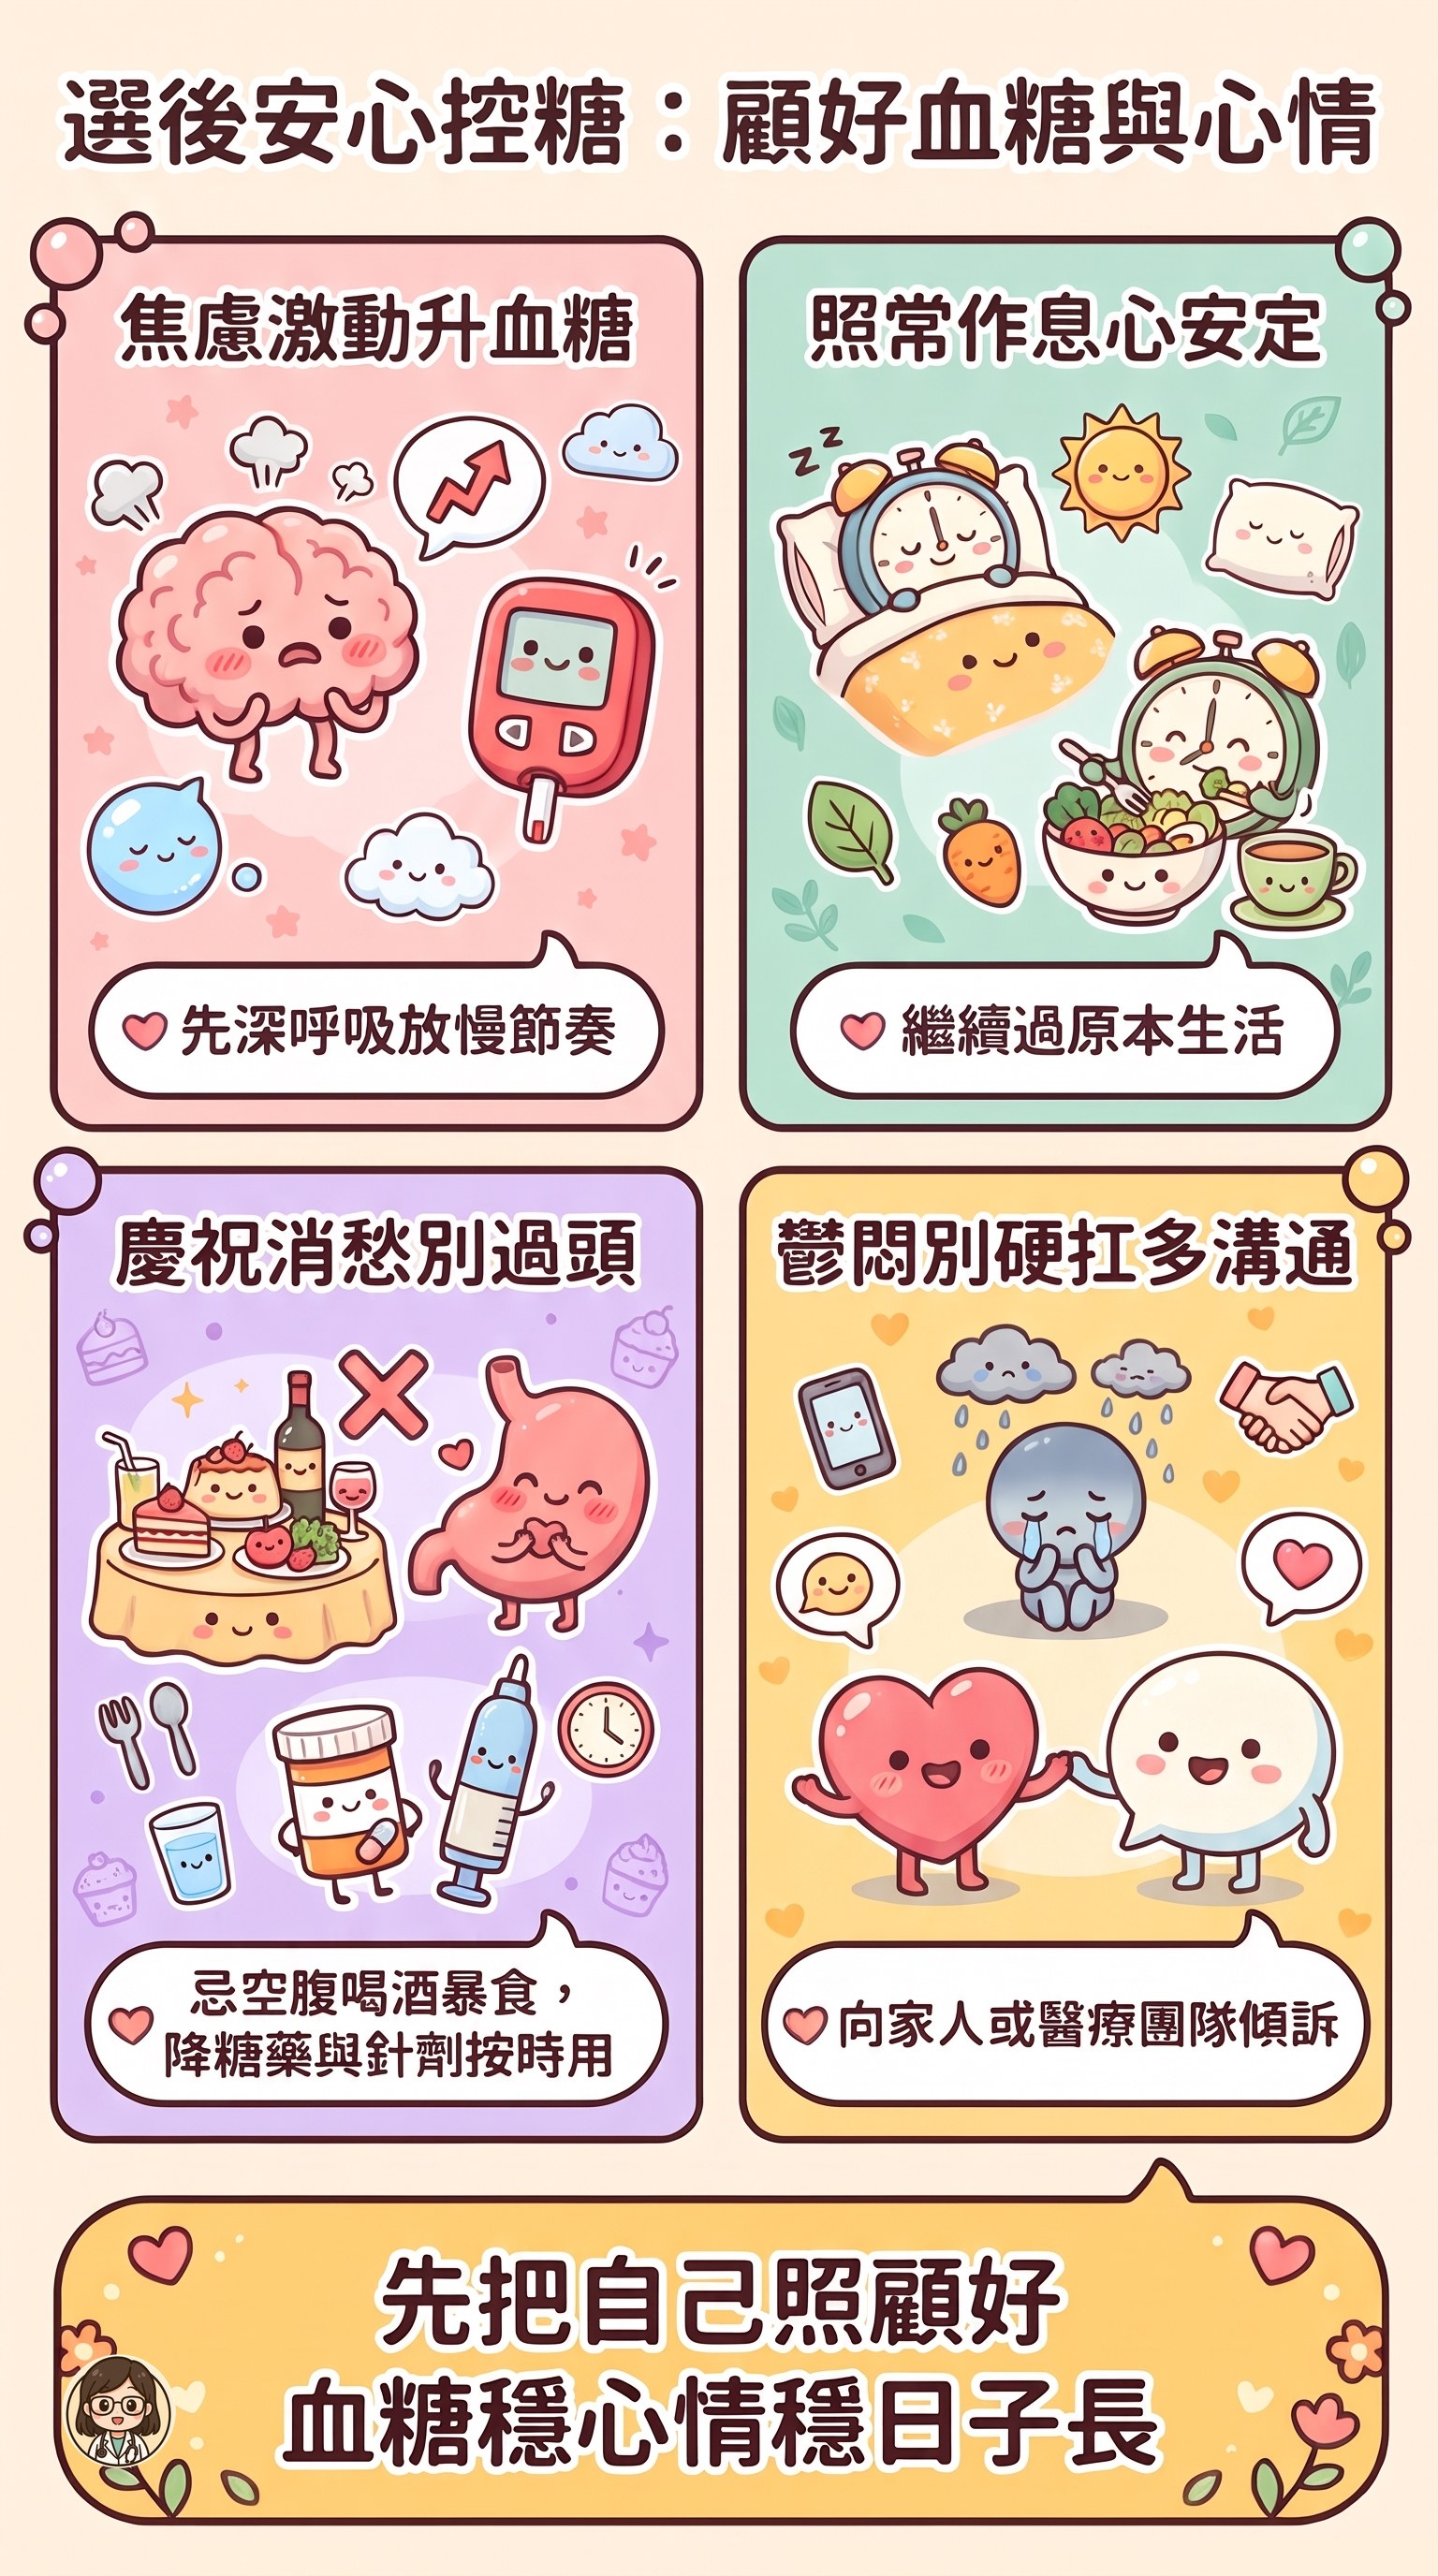 選後安心控糖：顧好血糖與心情
焦慮激動升血糖
先深呼吸放慢節奏
照常作息心安定
zzz
繼續過原本生活
慶祝消愁別過頭
忌空腹喝酒暴食，
降糖藥與針劑按時用
鬱悶別硬扛多溝通
向家人或醫療團隊傾訴
先把自己照顧好
血糖穩心情穩日子長